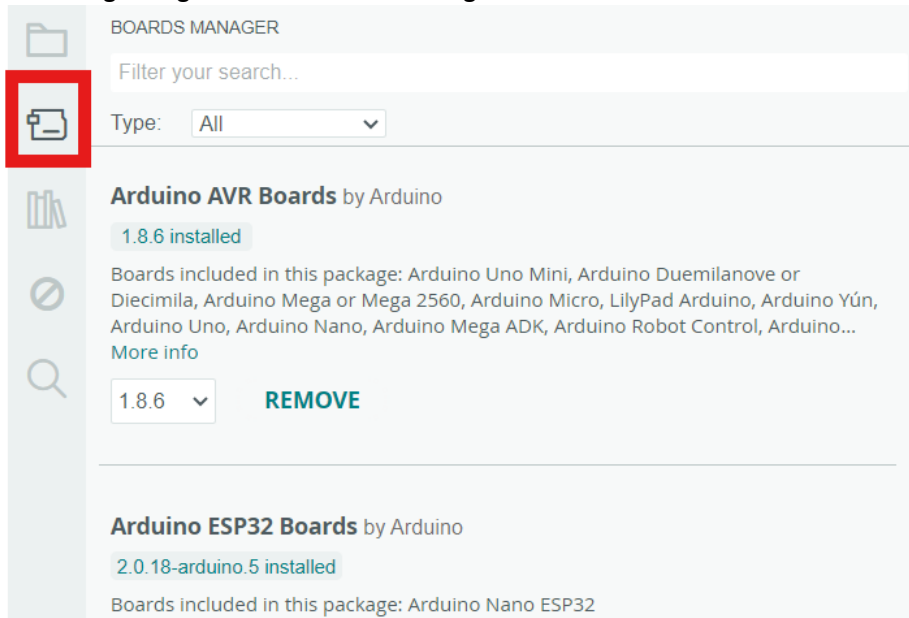 BOARDS MANAGER
Filter your search...
Type: All
Arduino AVR Boards by Arduino
1.8.6 installed
Boards included in this package: Arduino Uno Mini, Arduino Duemilanove or
Diecimila, Arduino Mega or Mega 2560, Arduino Micro, LilyPad Arduino, Arduino Yún,
Arduino Uno, Arduino Nano, Arduino Mega ADK, Arduino Robot Control, Arduino...
More info
1.8.6 REMOVE
Arduino ESP32 Boards by Arduino
2.0.18-arduino.5 installed
Boards included in this package: Arduino Nano ESP32